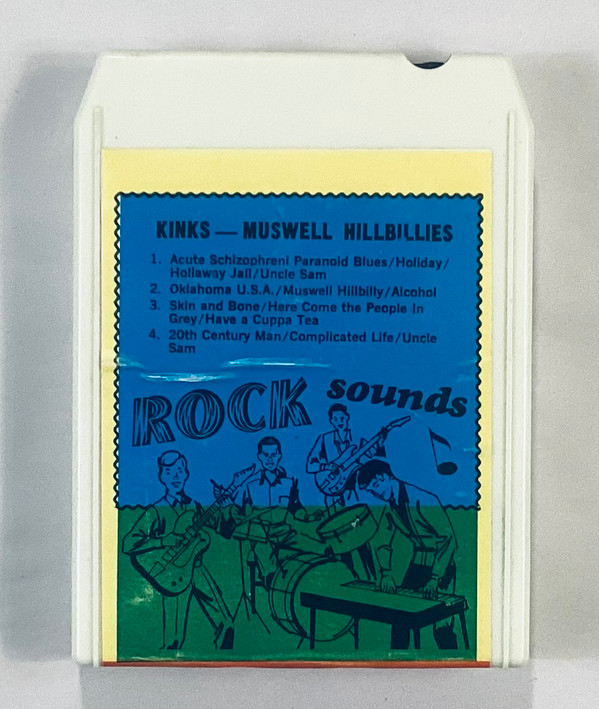 KINKS — MUSWELL HILLBILLIES
1. Acute Schizophreni Paranoid Blues/Holiday/
Hollaway Jail/Uncle Sam
2. Oklahoma U.S.A./Muswell Hillbilly/Alcohol
3. Skin and Bone/Here Come the People In
Grey/Have a Cuppa Tea
4. 20th Century Man/Complicated Life/Uncle
Sam
ROCK sounds